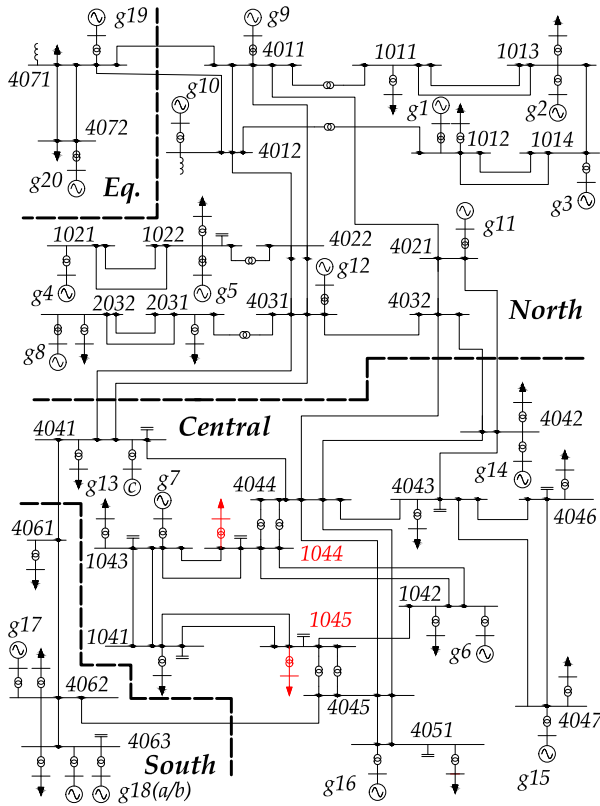 g19
g9
4011
1011
1013
4071
g10
g1
g2
4072
4012
1012
1014
g20
Eq.
g3
g5
g11
1021
1022
4022
4021
g12
g4
2032
2031
4031
4032
North
g8
Central
4041
4042
g13
g7
4044
4043
g14
4061
4046
1043
1044
1042
g17
1041
1045
g6
4062
4045
4047
4063
4051
South
g18(a/b)
g16
g15
c